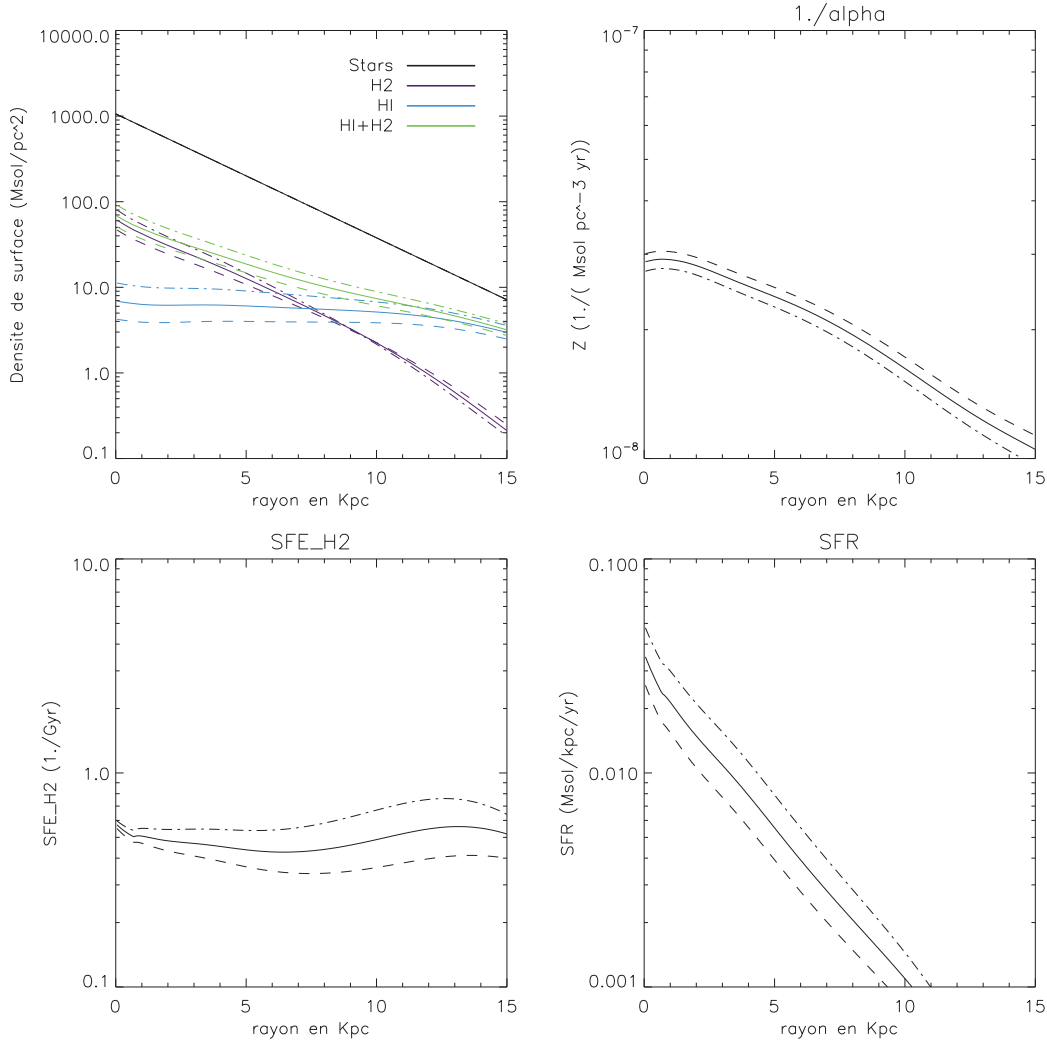 10000.0
1000.0
100.0
10.0
1.0
0.1
Densite de surface (Msol/pc^2)
Stars
H2
HI
HI+H2
0 5 10 15
rayon en Kpc
1./alpha
10-7
10-8
Z (1./( Msol pc^-3 yr))
0 5 10 15
rayon en Kpc
SFE_H2
10.0
1.0
0.1
SFE_H2 (1./Gyr)
0 5 10 15
rayon en Kpc
SFR
0.100
0.010
0.001
SFR (Msol/kpc/yr)
0 5 10 15
rayon en Kpc